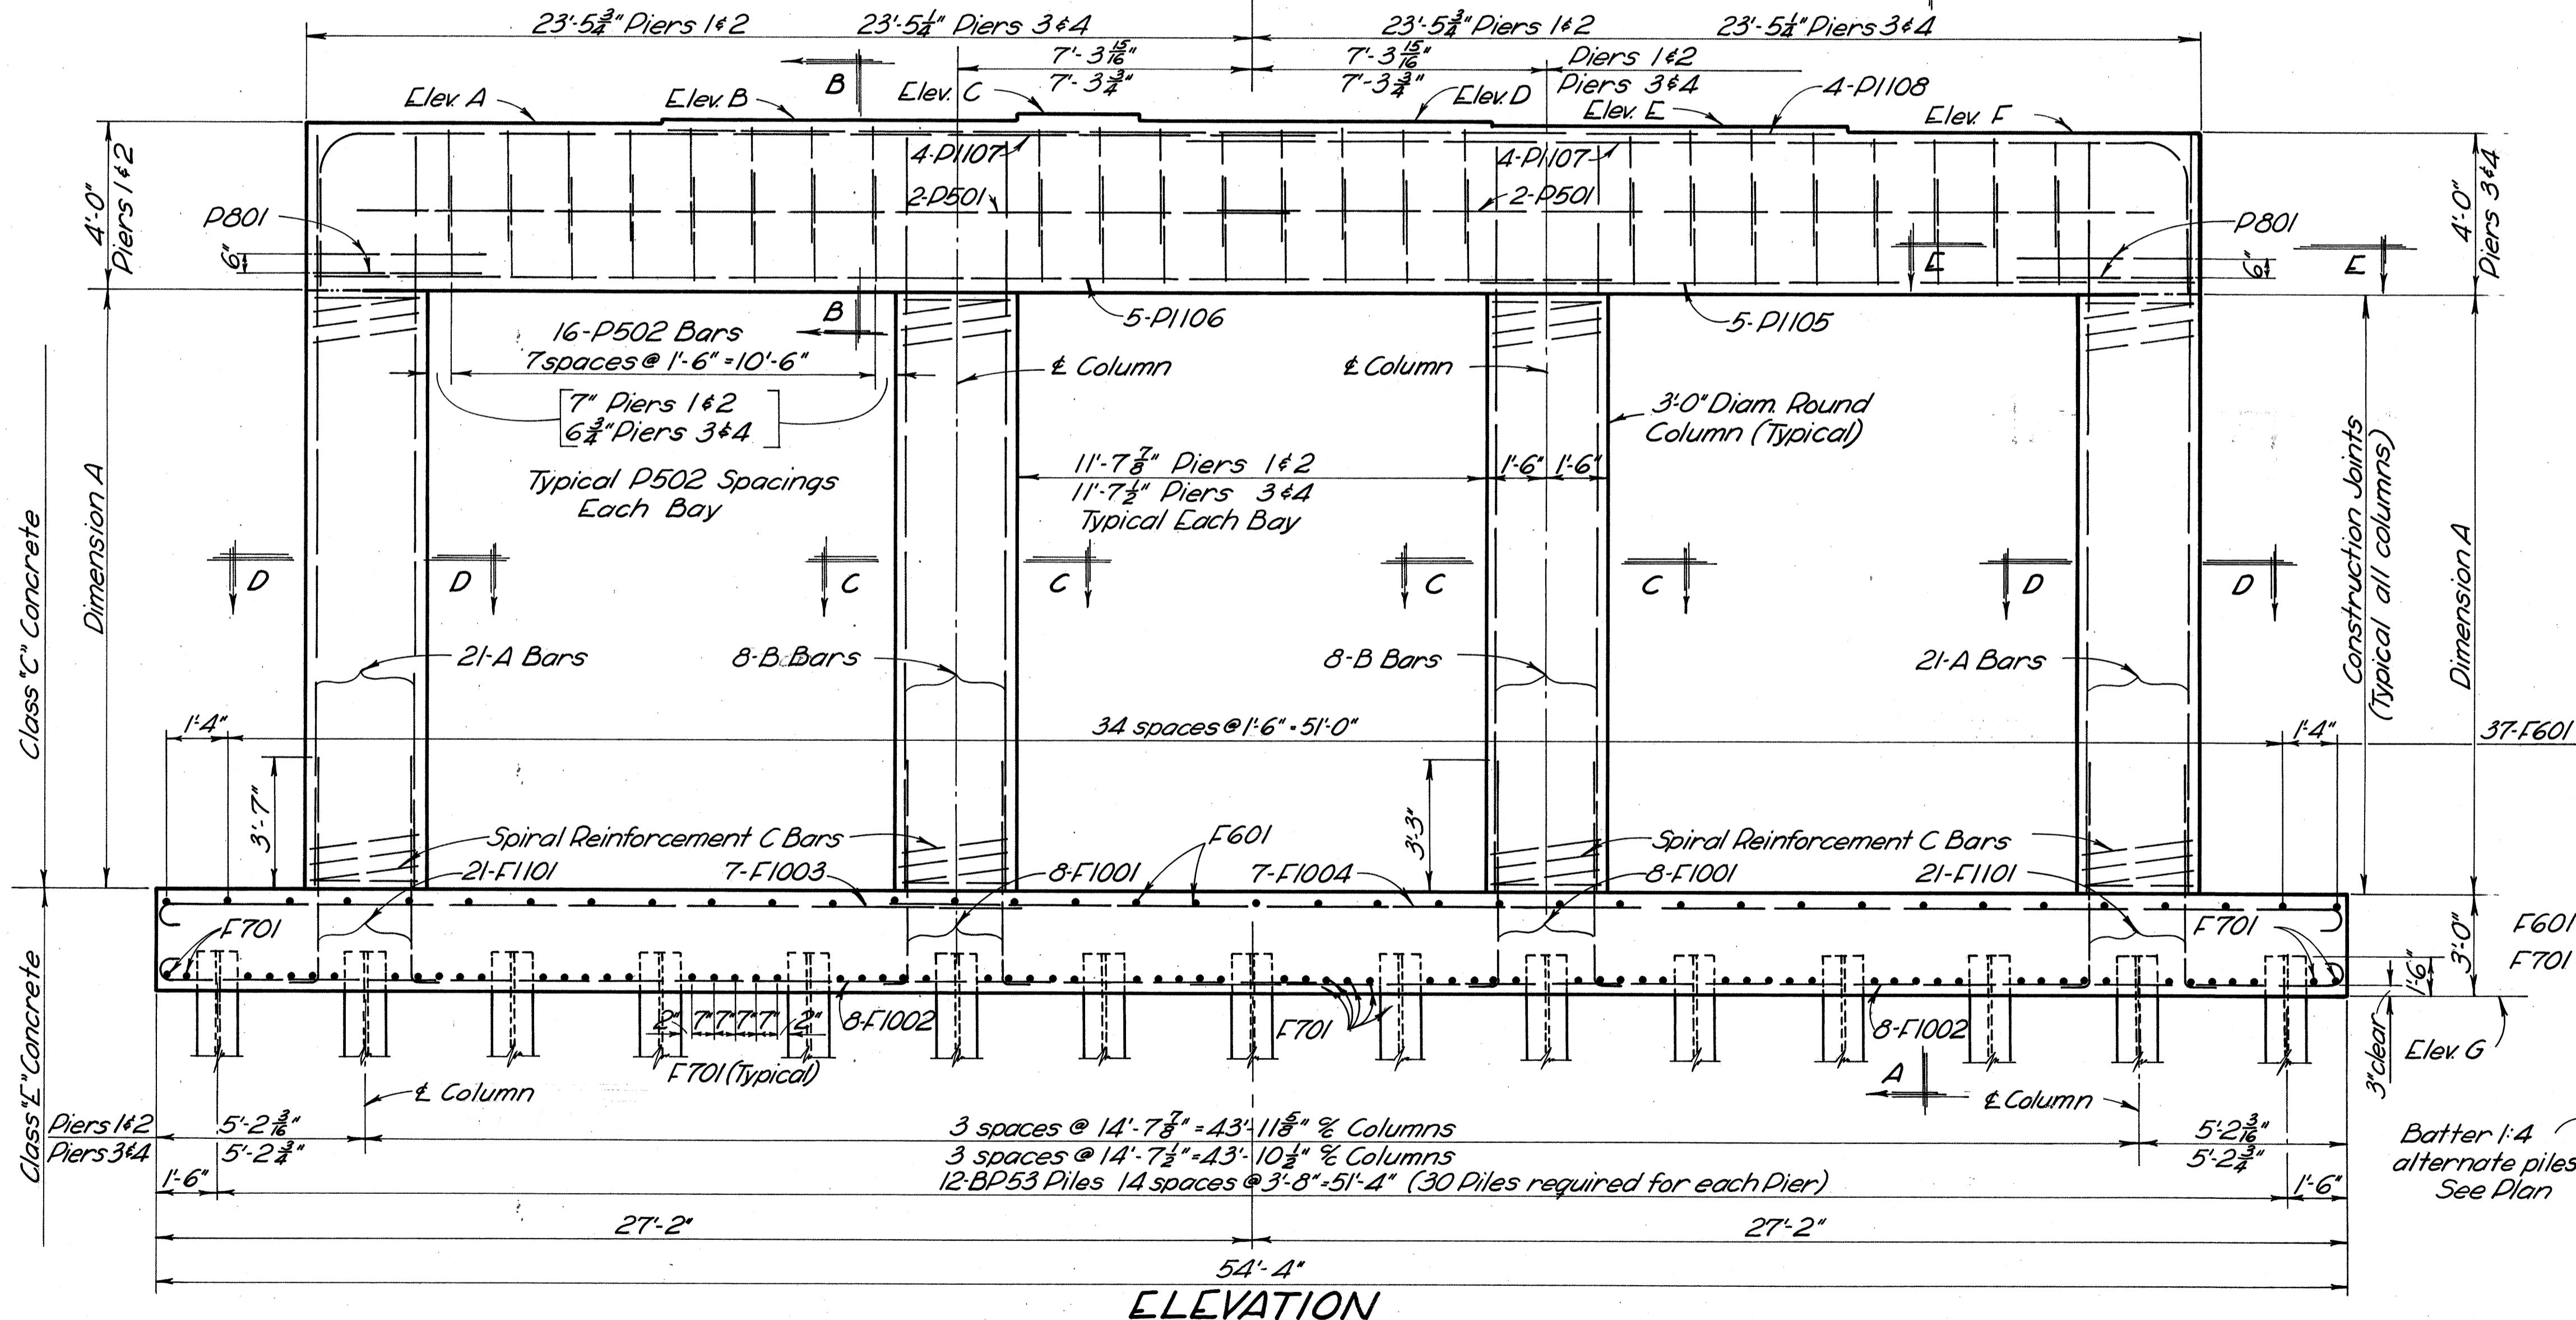 23'-5¾" Piers 1&2 23'-5¼" Piers 3&4 23'-5¾" Piers 1&2 23'-5¼" Piers 3&4
7'-3 15/16" 7'-3 15/16" Piers 1&2
7'-3¾" 7'-3¾" Piers 3&4
B
Elev. A Elev. B Elev. C Elev. D Elev. E 4-P1108 Elev. F
4'-0" Piers 1&2
4-P1107 4-P1107
4'-0" Piers 3&4
2-P501 2-P501
P801 P801
6" 6"
E E
B
5-P1106 5-P1105
16-P502 Bars
7 spaces @ 1'-6" = 10'-6"
7" Piers 1&2
6¾" Piers 3&4
Typical P502 Spacings
Each Bay
℄ Column ℄ Column
3'-0" Diam. Round
Column (Typical)
11'-7⅞" Piers 1&2 1'-6" 1'-6"
11'-7½" Piers 3&4
Typical Each Bay
Class "C" Concrete
Dimension A
Construction Joints
(Typical all columns)
Dimension A
D D C C C C D D
21-A Bars 8-B Bars 8-B Bars 21-A Bars
1'-4" 34 spaces @ 1'-6" = 51'-0" 1'-4" 37-F601
3'-7" 3'-3"
Spiral Reinforcement C Bars F601 Spiral Reinforcement C Bars
21-F1101 7-F1003 8-F1001 7-F1004 8-F1001 21-F1101
F701 F701
F601
F701
3'-0"
1'-6"
3" clear
2" 7" 7" 7" 7" 2" 8-F1002 F701 8-F1002
F701 (Typical)
Elev. G
A
℄ Column ℄ Column
Class "E" Concrete
Piers 1&2 5'-2 3/16" 3 spaces @ 14'-7⅞" = 43'-11⅝" c/c Columns 5'-2 3/16"
Piers 3&4 5'-2¾" 3 spaces @ 14'-7½" = 43'-10½" c/c Columns 5'-2¾"
1'-6" 12-BP53 Piles 14 spaces @ 3'-8" = 51'-4" (30 Piles required for each Pier) 1'-6"
Batter 1:4
alternate piles
See Plan
27'-2" 27'-2"
54'-4"
ELEVATION